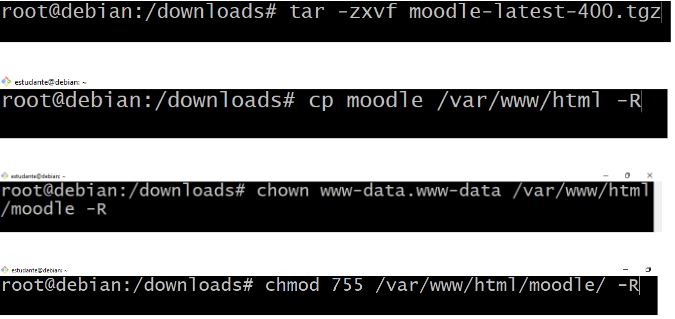 root@debian:/downloads# tar -zxvf moodle-latest-400.tgz
estudante@debian: ~
root@debian:/downloads# cp moodle /var/www/html -R
estudante@debian: ~
root@debian:/downloads# chown www-data.www-data /var/www/html
/moodle -R
estudante@debian: ~
root@debian:/downloads# chmod 755 /var/www/html/moodle/ -R